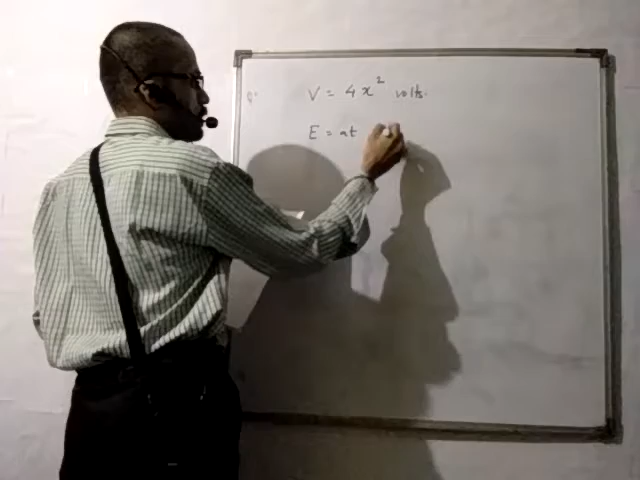 V = 4x² volts.
E = at